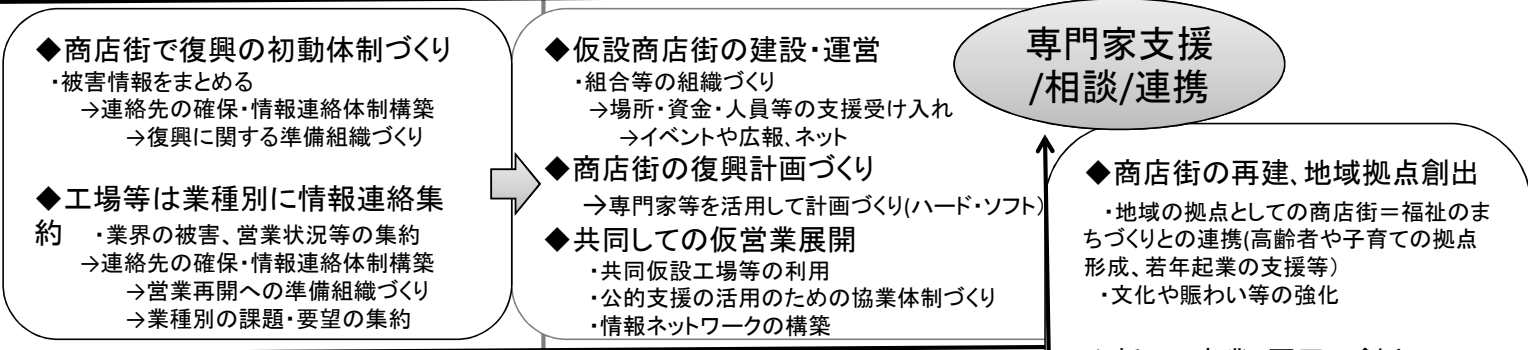 ◆商店街で復興の初動体制づくり
・被害情報をまとめる
→連絡先の確保・情報連絡体制構築
→復興に関する準備組織づくり
◆工場等は業種別に情報連絡集
約　・業界の被害、営業状況等の集約
→連絡先の確保・情報連絡体制構築
→営業再開への準備組織づくり
→業種別の課題・要望の集約
◆仮設商店街の建設・運営
・組合等の組織づくり
→場所・資金・人員等の支援受け入れ
→イベントや広報、ネット
◆商店街の復興計画づくり
→専門家等を活用して計画づくり(ハード・ソフト)
◆共同しての仮営業展開
・共同仮設工場等の利用
・公的支援の活用のための協業体制づくり
・情報ネットワークの構築
専門家支援
/相談/連携
◆商店街の再建、地域拠点創出
・地域の拠点としての商店街＝福祉のま
ちづくりとの連携(高齢者や子育ての拠点
形成、若年起業の支援等）
・文化や賑わい等の強化